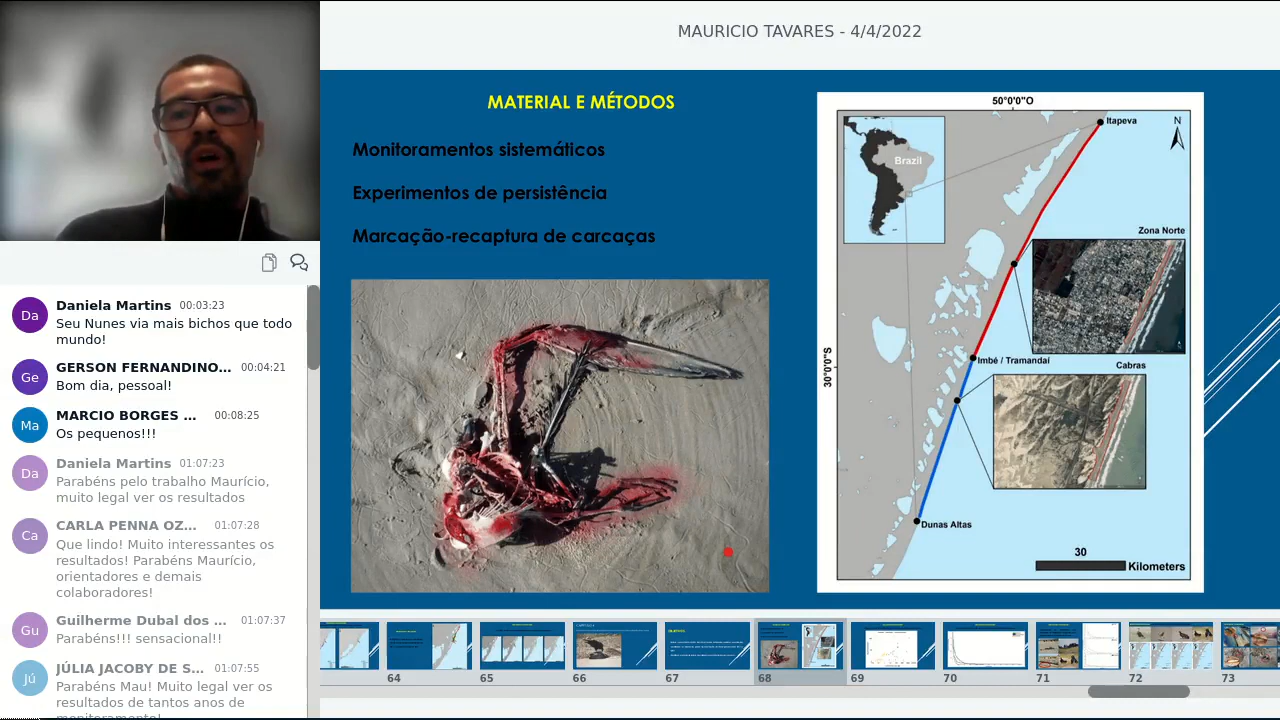 MAURICIO TAVARES - 4/4/2022
Daniela Martins 00:03:23
Seu Nunes via mais bichos que todo
mundo!
GERSON FERNANDINO... 00:04:21
Bom dia, pessoal!
MARCIO BORGES ... 00:08:25
Os pequenos!!!
Daniela Martins 01:07:23
Parabéns pelo trabalho Maurício,
muito legal ver os resultados
CARLA PENNA OZ... 01:07:28
Que lindo! Muito interessantes os
resultados! Parabéns Maurício,
orientadores e demais
colaboradores!
Guilherme Dubal dos ... 01:07:37
Parabéns!!! sensacional!!
JÚLIA JACOBY DE S... 01:07:55
Parabéns Mau! Muito legal ver os
resultados de tantos anos de
monitoramento!
Da
Ge
Ma
Da
Ca
Gu
Jú
MATERIAL E MÉTODOS
Monitoramentos sistemáticos
Experimentos de persistência
Marcação-recaptura de carcaças
50°0'0"O
30°0'0"S
Brazil
N
Itapeva
Zona Norte
Imbé / Tramandaí
Cabras
Dunas Altas
30
Kilometers
64
65
66
67
68
69
70
71
72
73